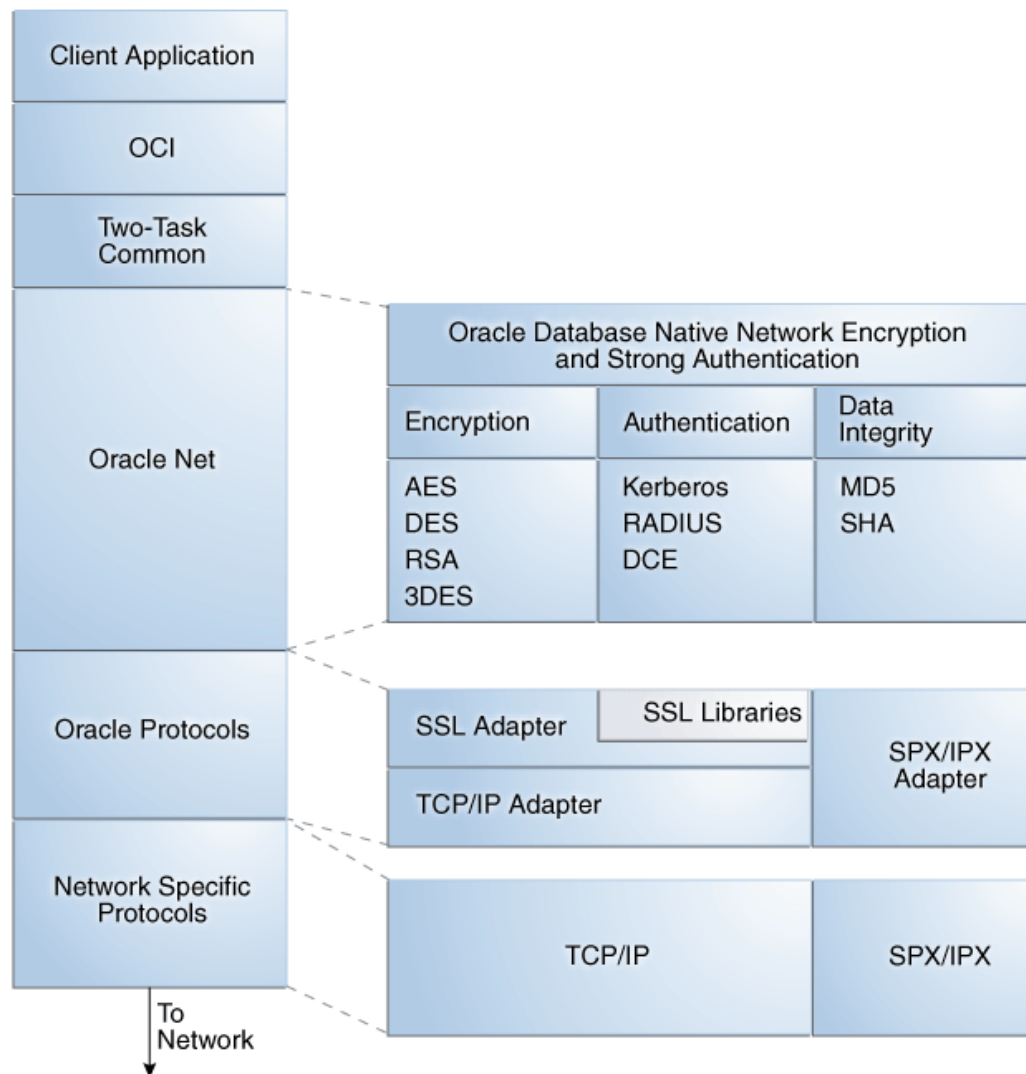 Client Application
OCI
Two-Task
Common
Oracle Net
Oracle Protocols
Network Specific
Protocols
To
Network
Oracle Database Native Network Encryption
and Strong Authentication
Encryption
AES
DES
RSA
3DES
Authentication
Kerberos
RADIUS
DCE
Data
Integrity
MD5
SHA
SSL Adapter
SSL Libraries
TCP/IP Adapter
SPX/IPX
Adapter
TCP/IP
SPX/IPX